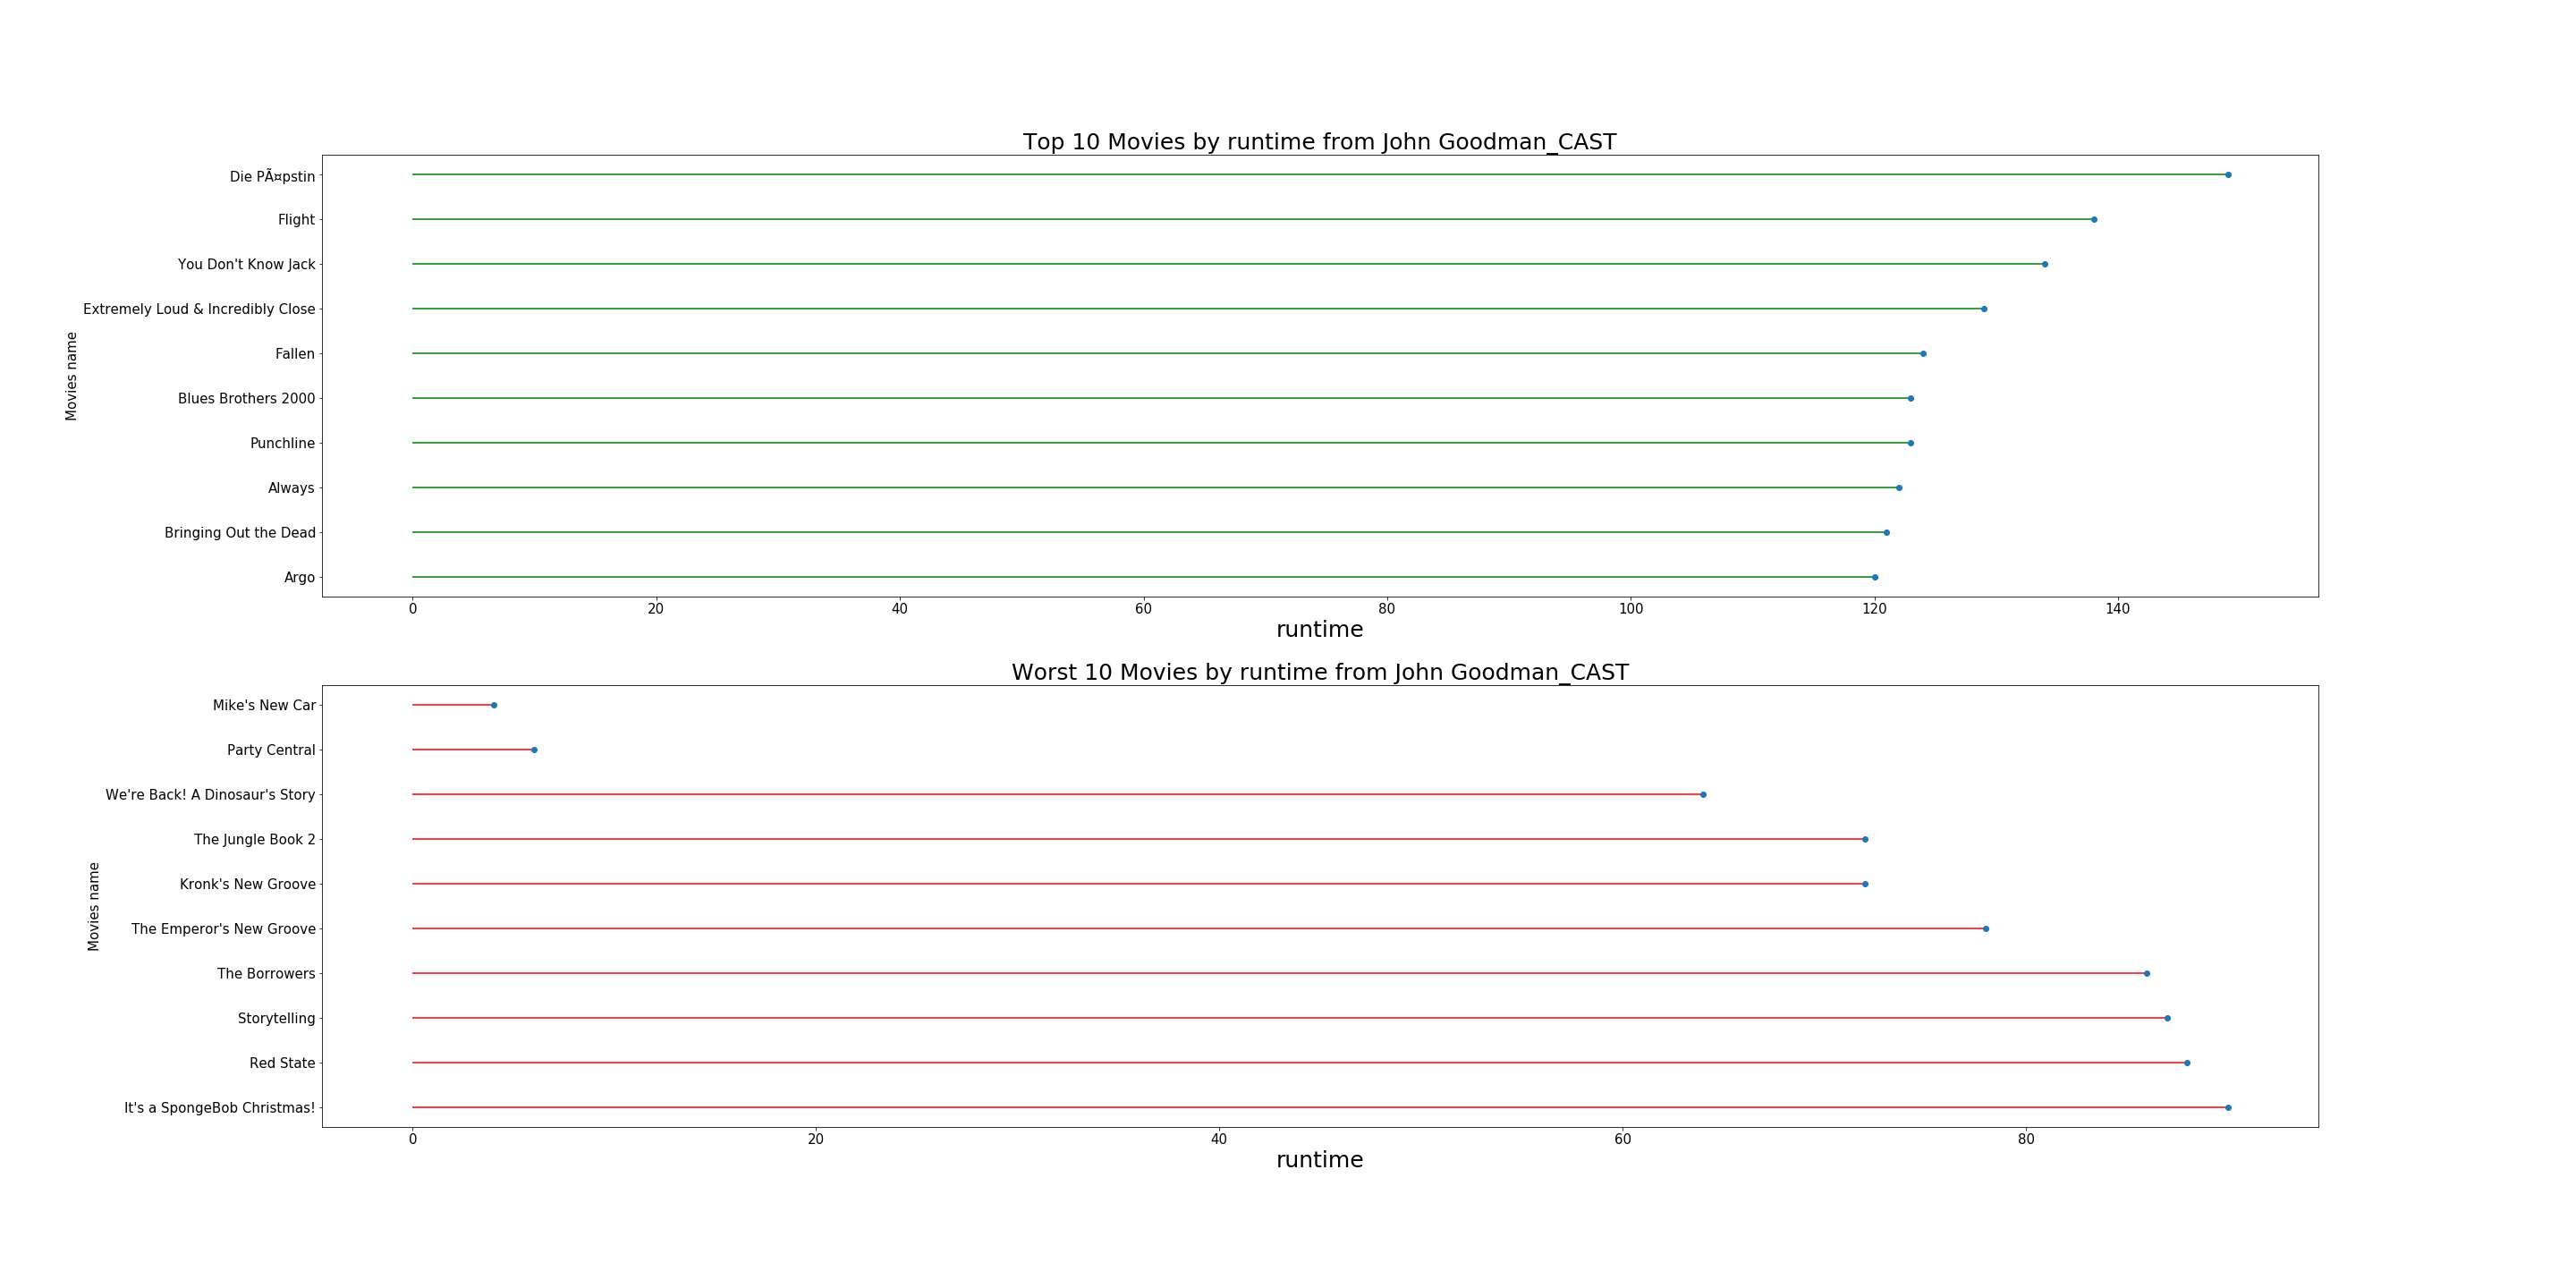 Top 10 Movies by runtime from John Goodman_CAST
Movies name
Die PÃ¤pstin
Flight
You Don't Know Jack
Extremely Loud & Incredibly Close
Fallen
Blues Brothers 2000
Punchline
Always
Bringing Out the Dead
Argo
0 20 40 60 80 100 120 140
runtime
Worst 10 Movies by runtime from John Goodman_CAST
Movies name
Mike's New Car
Party Central
We're Back! A Dinosaur's Story
The Jungle Book 2
Kronk's New Groove
The Emperor's New Groove
The Borrowers
Storytelling
Red State
It's a SpongeBob Christmas!
0 20 40 60 80
runtime